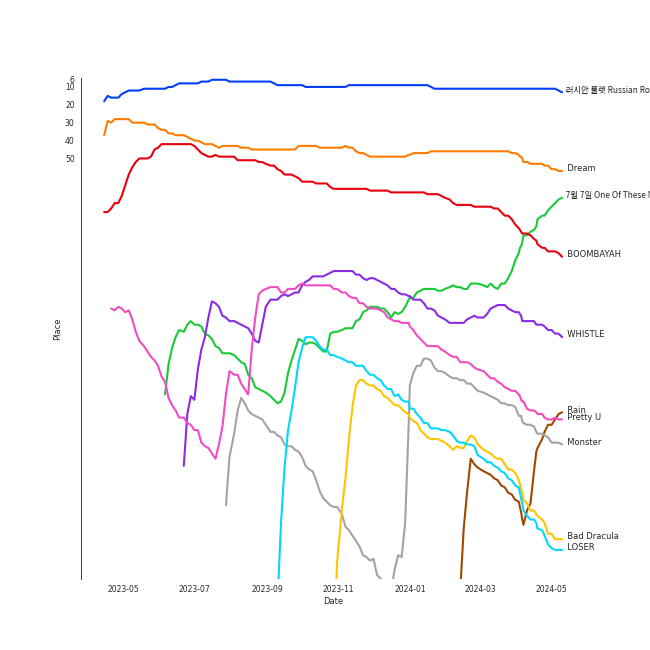 6
10
20
30
40
50
Place
러시안 룰렛 Russian Ro
Dream
7월 7일 One Of These N
BOOMBAYAH
WHISTLE
Rain
Pretty U
Monster
Bad Dracula
LOSER
2023-05 2023-07 2023-09 2023-11 2024-01 2024-03 2024-05
Date